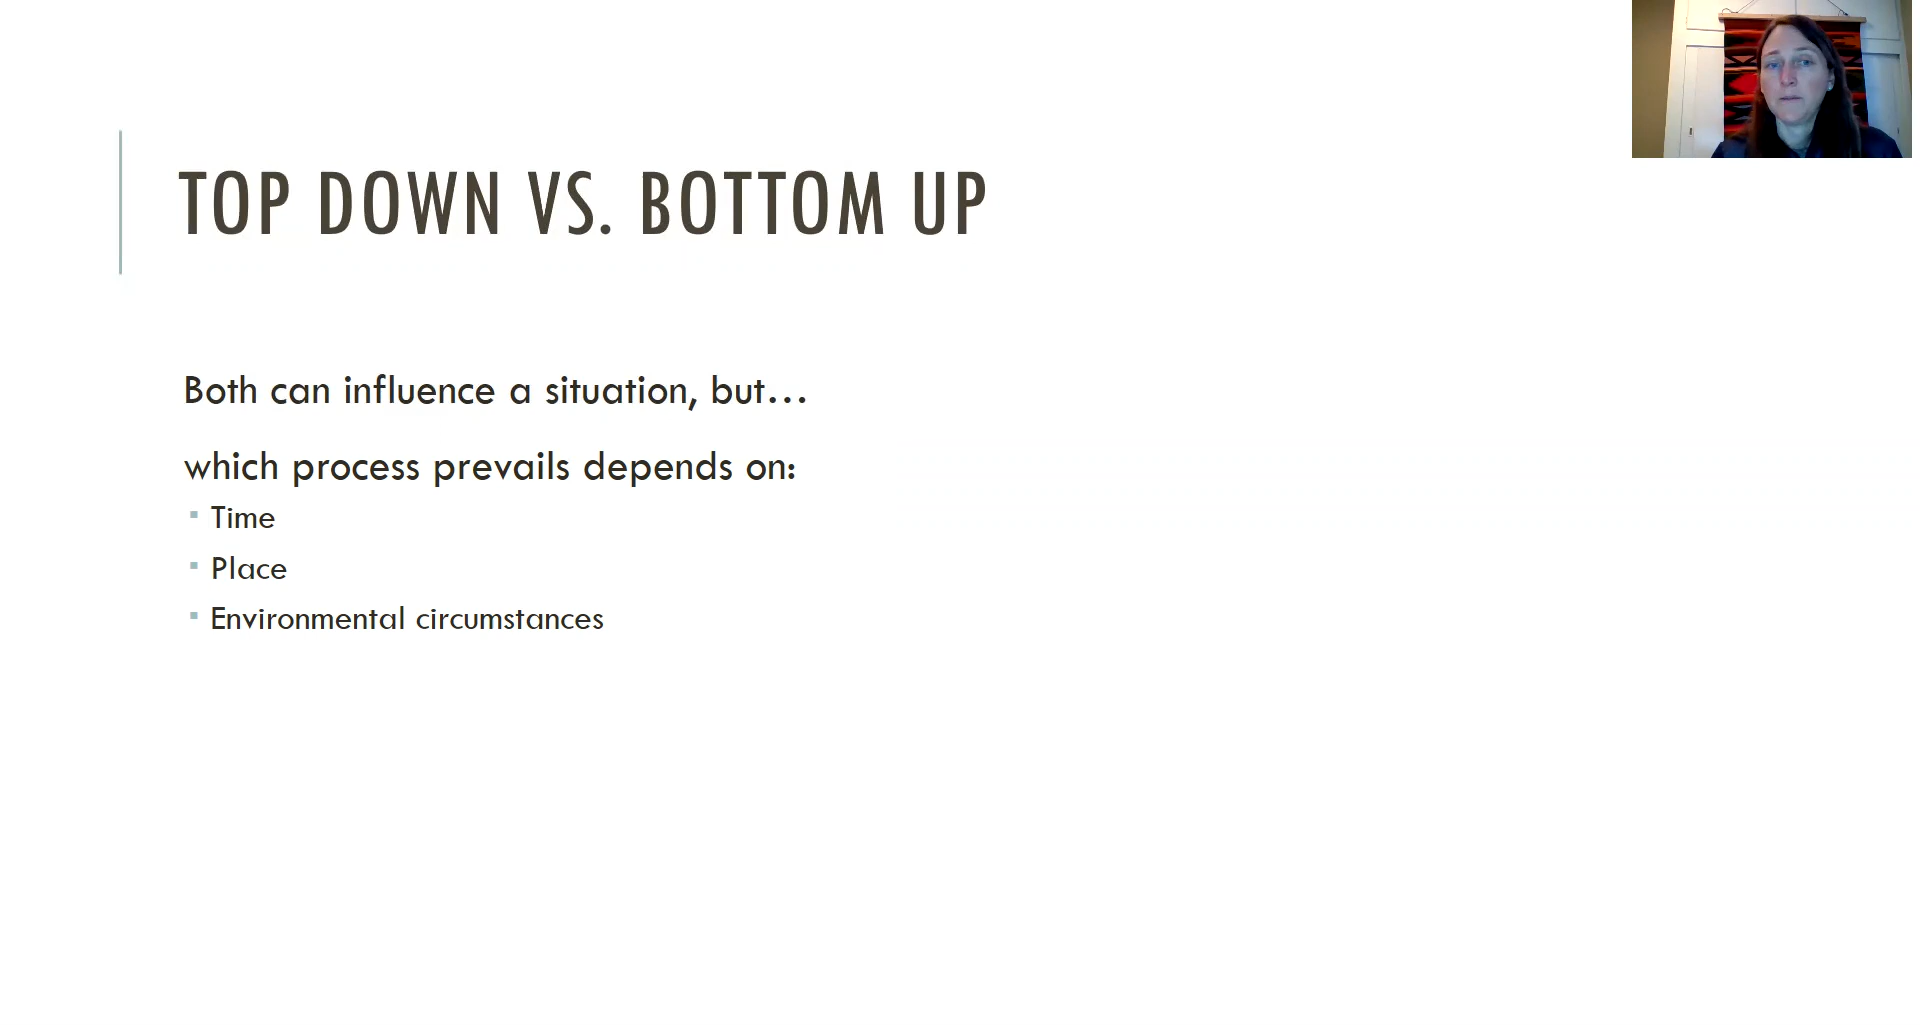 TOP DOWN VS. BOTTOM UP
Both can influence a situation, but…
which process prevails depends on:
Time
Place
Environmental circumstances